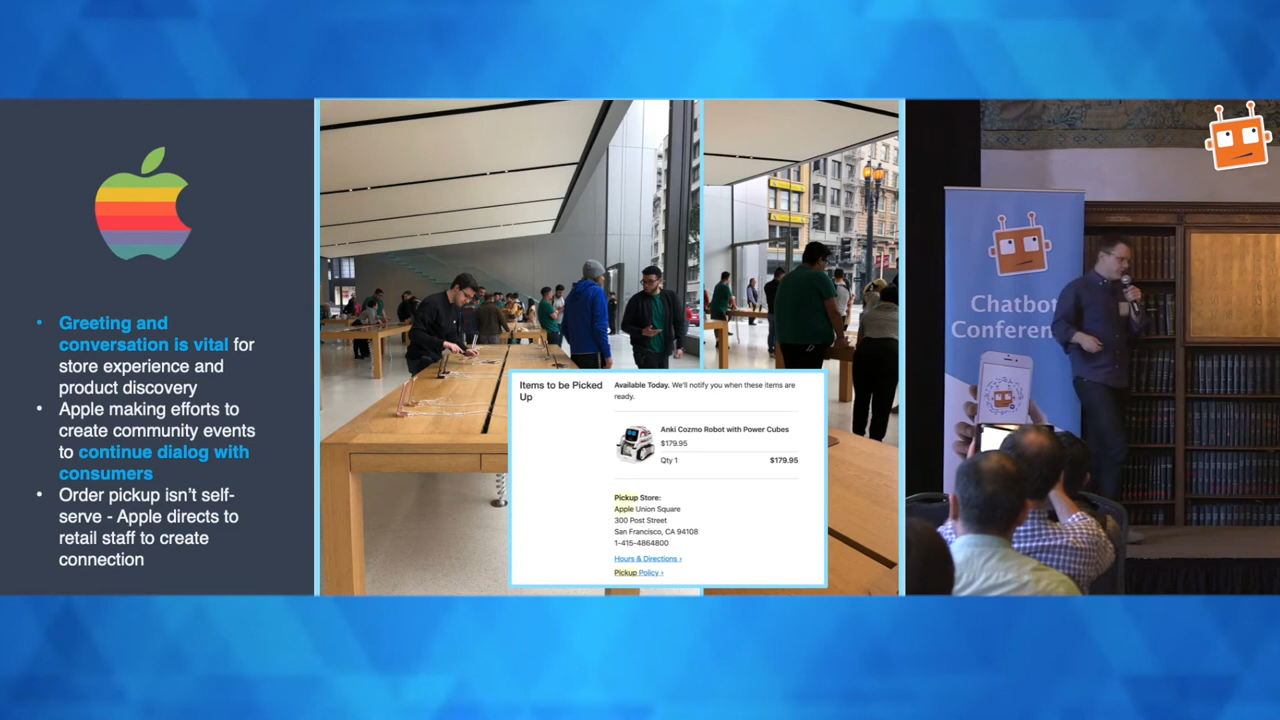 • Greeting and
conversation is vital for
store experience and
product discovery
• Apple making efforts to
create community events
to continue dialog with
consumers
• Order pickup isn’t self-
serve - Apple directs to
retail staff to create
connection
Items to be Picked
Up
Available Today. We'll notify you when these items are
ready.
Anki Cozmo Robot with Power Cubes
$179.95
Qty 1 $179.95
Pickup Store:
Apple Union Square
300 Post Street
San Francisco, CA 94108
1-415-4864800
Hours & Directions ›
Pickup Policy ›
Chatbot
Conferen